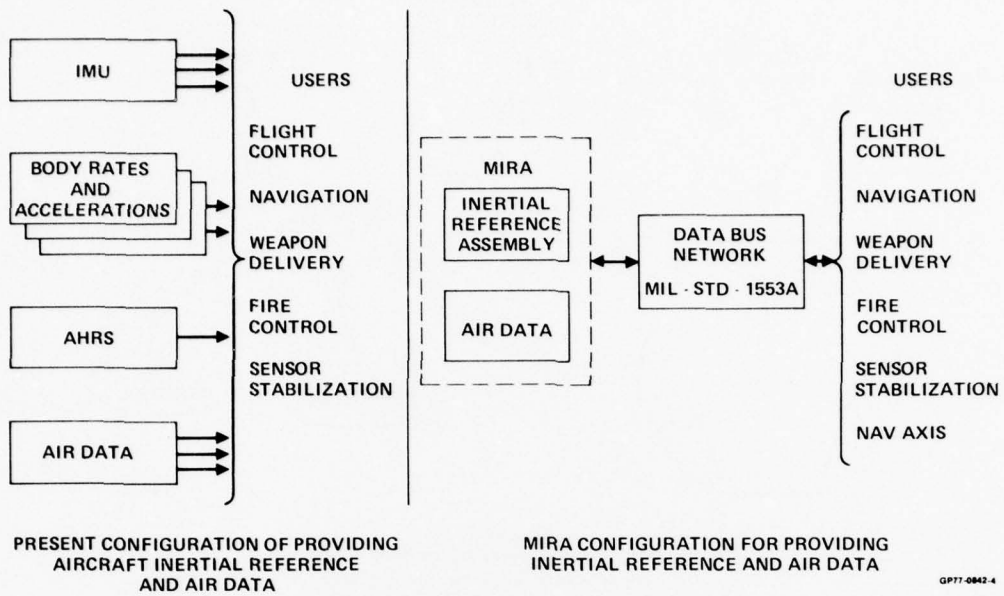 IMU
BODY RATES
AND
ACCELERATIONS
AHRS
AIR DATA
USERS
FLIGHT
CONTROL
NAVIGATION
WEAPON
DELIVERY
FIRE
CONTROL
SENSOR
STABILIZATION
PRESENT CONFIGURATION OF PROVIDING
AIRCRAFT INERTIAL REFERENCE
AND AIR DATA
MIRA
INERTIAL
REFERENCE
ASSEMBLY
AIR DATA
DATA BUS
NETWORK
MIL - STD - 1553A
USERS
FLIGHT
CONTROL
NAVIGATION
WEAPON
DELIVERY
FIRE
CONTROL
SENSOR
STABILIZATION
NAV AXIS
MIRA CONFIGURATION FOR PROVIDING
INERTIAL REFERENCE AND AIR DATA
GP77-0842-4